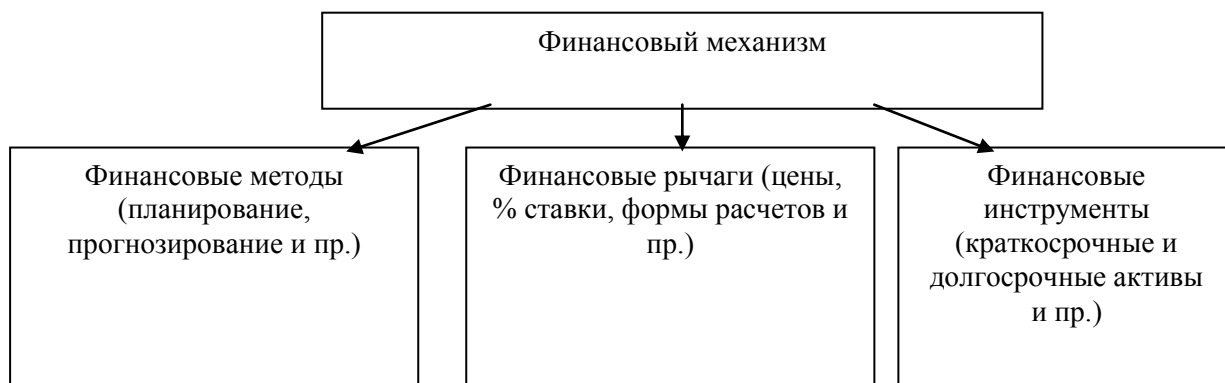 Финансовый механизм
Финансовые методы
(планирование,
прогнозирование и пр.)
Финансовые рычаги (цены,
% ставки, формы расчетов и
пр.)
Финансовые
инструменты
(краткосрочные и
долгосрочные активы
и пр.)